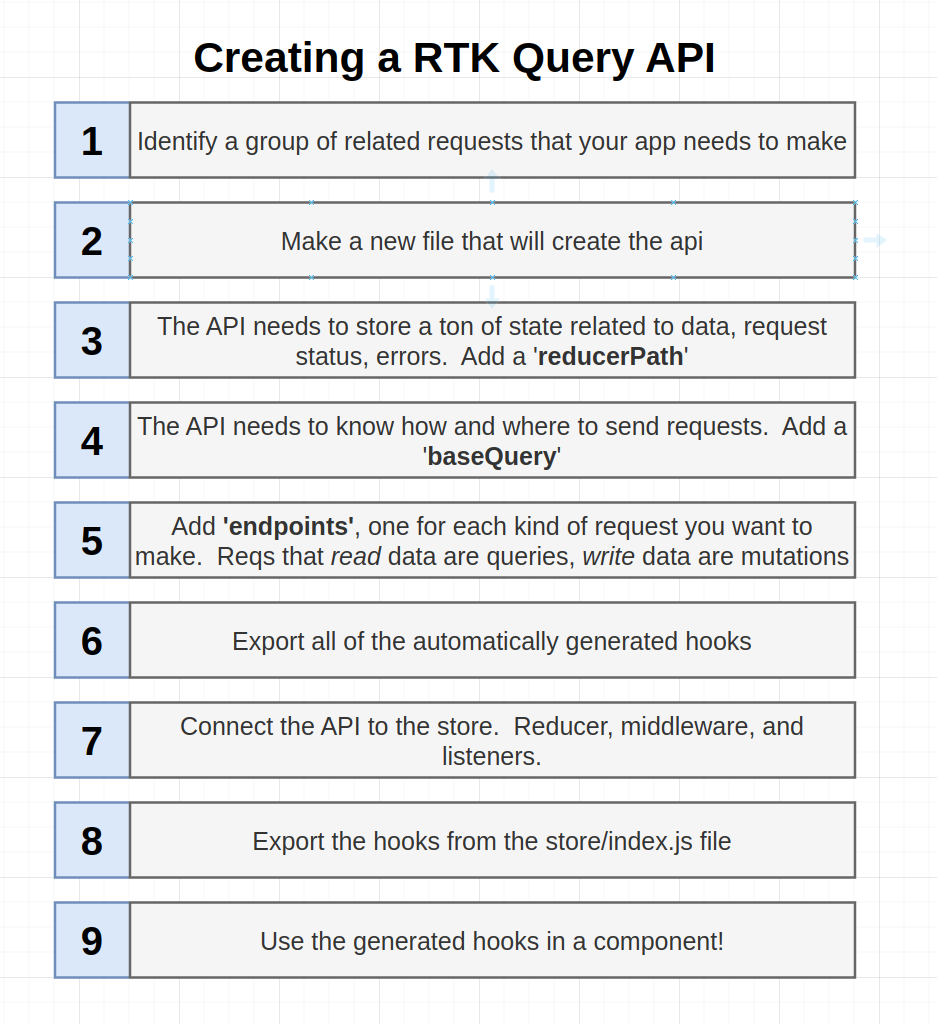 Creating a RTK Query API
1
Identify a group of related requests that your app needs to make
2
Make a new file that will create the api
3
The API needs to store a ton of state related to data, request
status, errors.  Add a 'reducerPath'
4
The API needs to know how and where to send requests.  Add a
'baseQuery'
5
Add 'endpoints', one for each kind of request you want to
make.  Reqs that read data are queries, write data are mutations
6
Export all of the automatically generated hooks
7
Connect the API to the store.  Reducer, middleware, and
listeners.
8
Export the hooks from the store/index.js file
9
Use the generated hooks in a component!